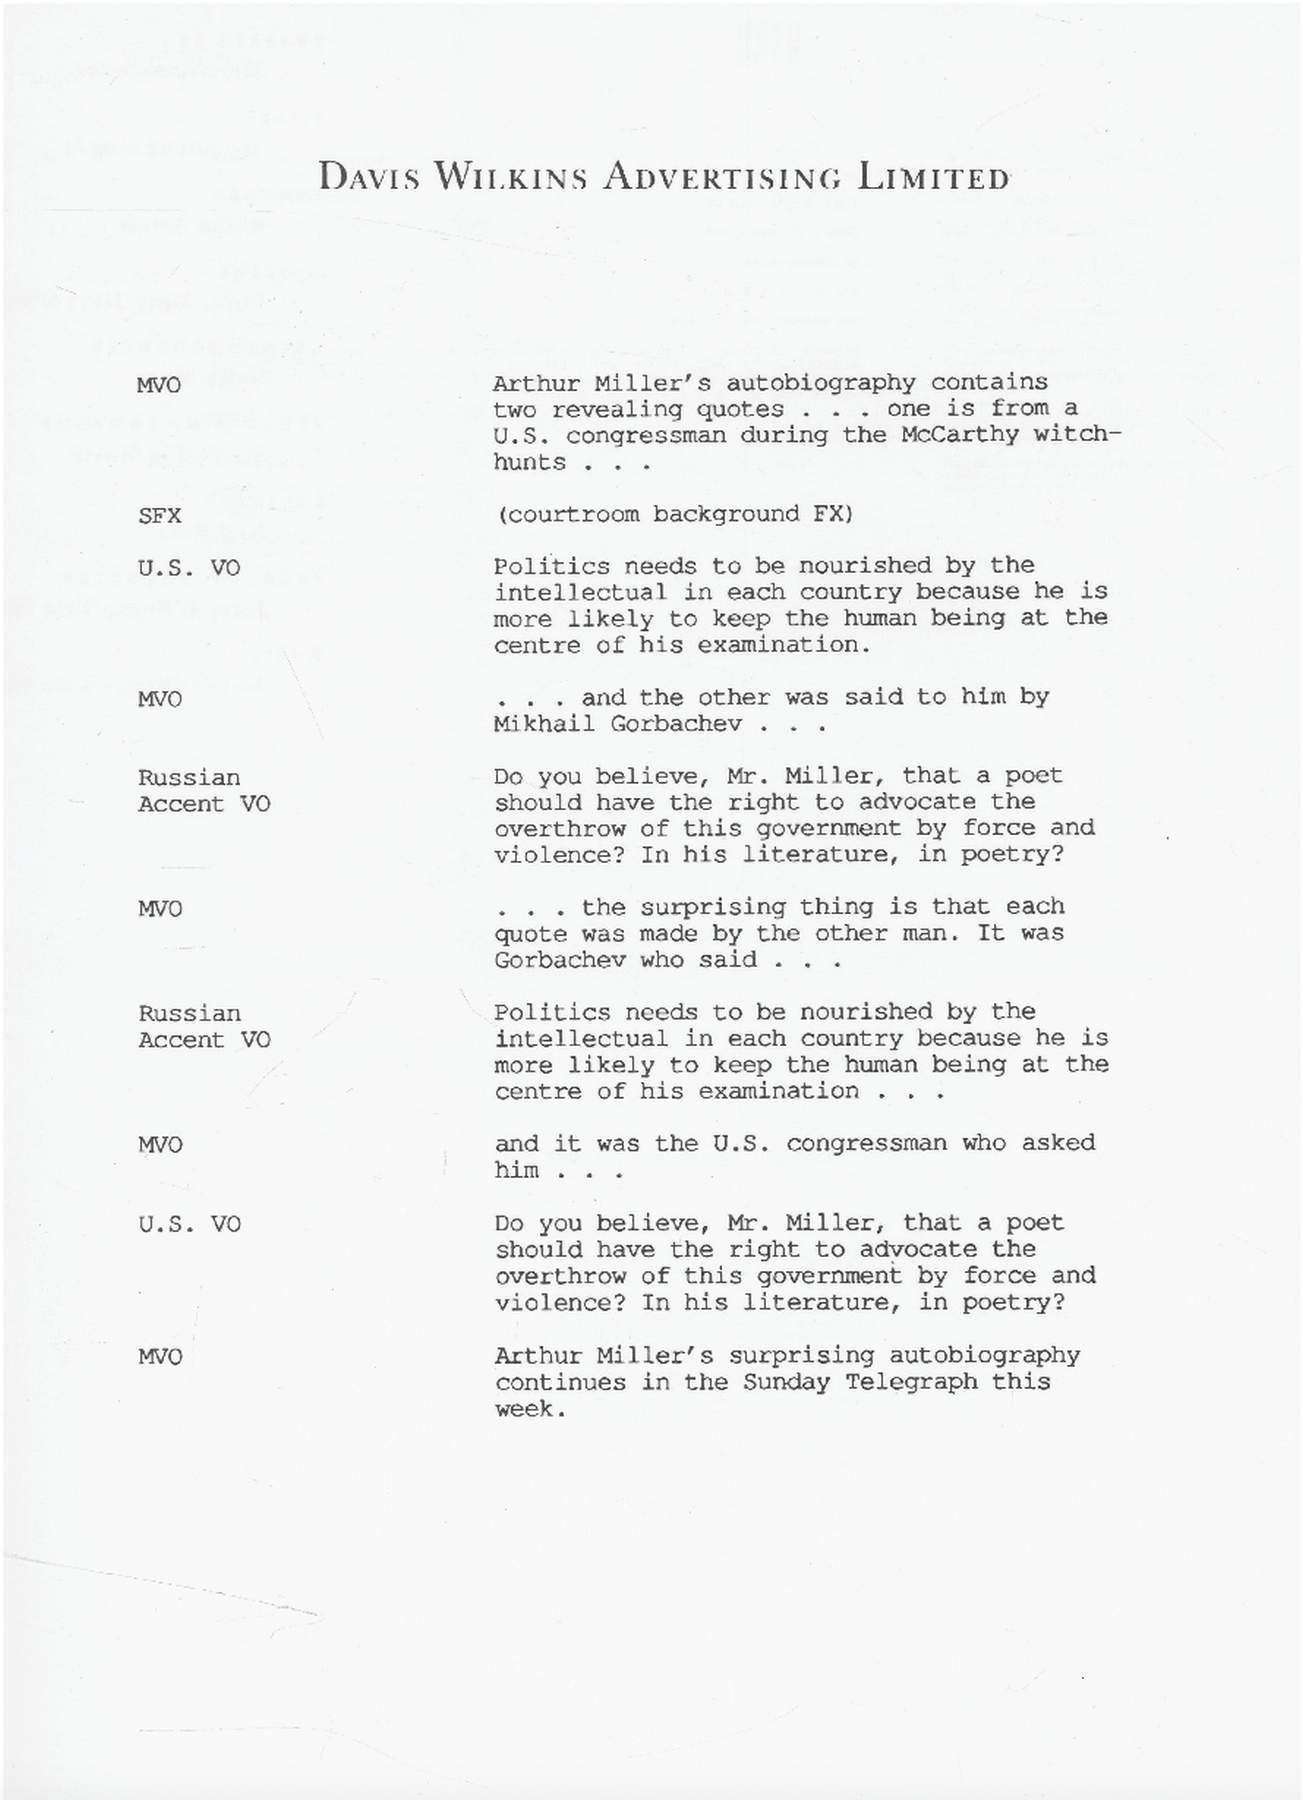 DAVIS WILKINS ADVERTISING LIMITED
MVO
Arthur Miller's autobiography contains
two revealing quotes . . . one is from a
U.S. congressman during the McCarthy witch-
hunts . . .
SFX
(courtroom background FX)
U.S. VO
Politics needs to be nourished by the
intellectual in each country because he is
more likely to keep the human being at the
centre of his examination.
MVO
. . . and the other was said to him by
Mikhail Gorbachev . . .
Russian
Accent VO
Do you believe, Mr. Miller, that a poet
should have the right to advocate the
overthrow of this government by force and
violence? In his literature, in poetry?
MVO
. . . the surprising thing is that each
quote was made by the other man. It was
Gorbachev who said . . .
Russian
Accent VO
Politics needs to be nourished by the
intellectual in each country because he is
more likely to keep the human being at the
centre of his examination . . .
MVO
and it was the U.S. congressman who asked
him . . .
U.S. VO
Do you believe, Mr. Miller, that a poet
should have the right to advocate the
overthrow of this government by force and
violence? In his literature, in poetry?
MVO
Arthur Miller's surprising autobiography
continues in the Sunday Telegraph this
week.